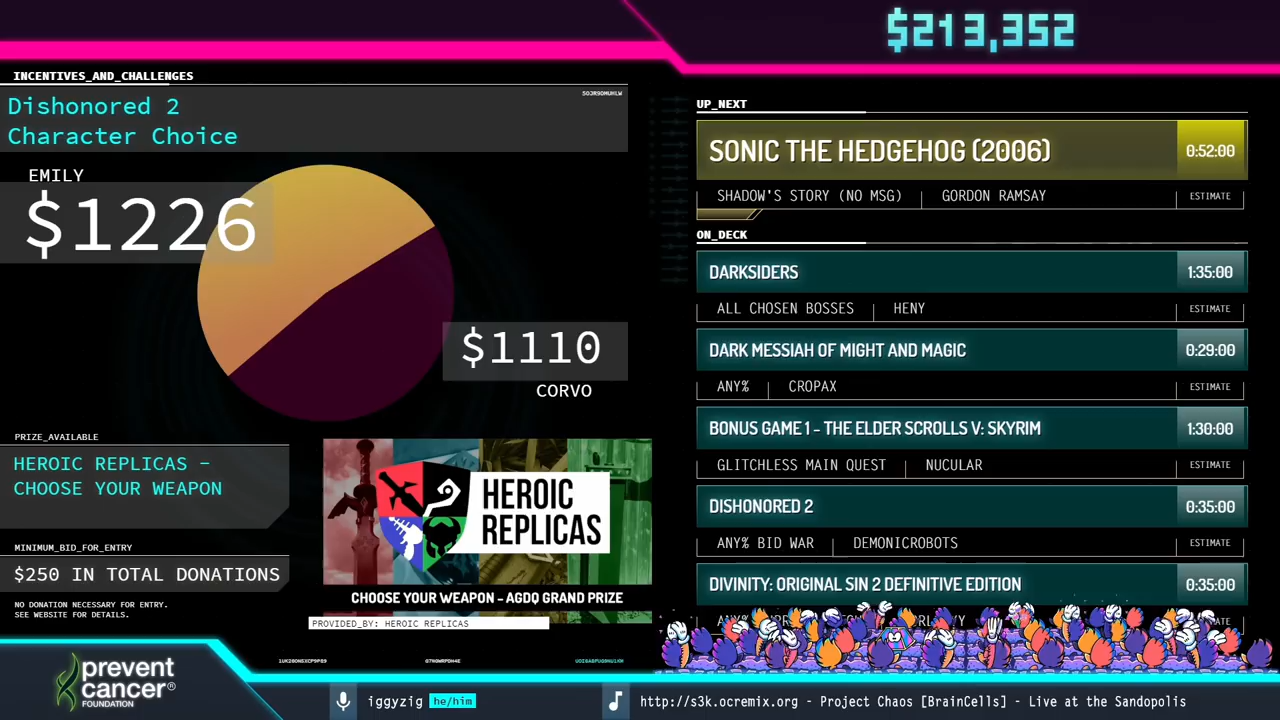 $213,352
INCENTIVES_AND_CHALLENGES
Dishonored 2
Character Choice
EMILY
$1226
$1110
CORVO
PRIZE_AVAILABLE
HEROIC REPLICAS -
CHOOSE YOUR WEAPON
MINIMUM_BID_FOR_ENTRY
$250 IN TOTAL DONATIONS
NO DONATION NECESSARY FOR ENTRY.
SEE WEBSITE FOR DETAILS.
HEROIC
REPLICAS
CHOOSE YOUR WEAPON - AGDQ GRAND PRIZE
PROVIDED_BY: HEROIC REPLICAS
UP_NEXT
SONIC THE HEDGEHOG (2006) 0:52:00
SHADOW'S STORY (NO MSG) GORDON RAMSAY ESTIMATE
ON_DECK
DARKSIDERS 1:35:00
ALL CHOSEN BOSSES HENY ESTIMATE
DARK MESSIAH OF MIGHT AND MAGIC 0:29:00
ANY% CROPAX ESTIMATE
BONUS GAME 1 - THE ELDER SCROLLS V: SKYRIM 1:30:00
GLITCHLESS MAIN QUEST NUCULAR ESTIMATE
DISHONORED 2 0:35:00
ANY% BID WAR DEMONICROBOTS ESTIMATE
DIVINITY: ORIGINAL SIN 2 DEFINITIVE EDITION 0:35:00
prevent
cancer®
FOUNDATION
iggyzig he/him
http://s3k.ocremix.org - Project Chaos [BrainCells] - Live at the Sandopolis